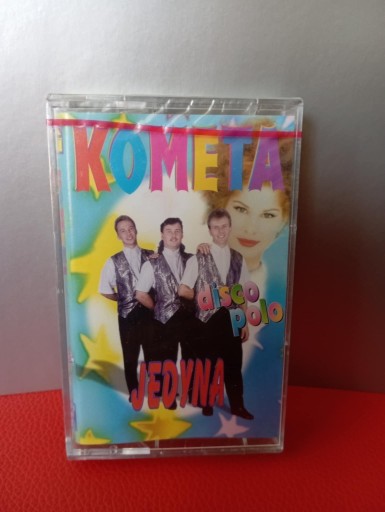 KOMETA
disco
polo
JEDYNA